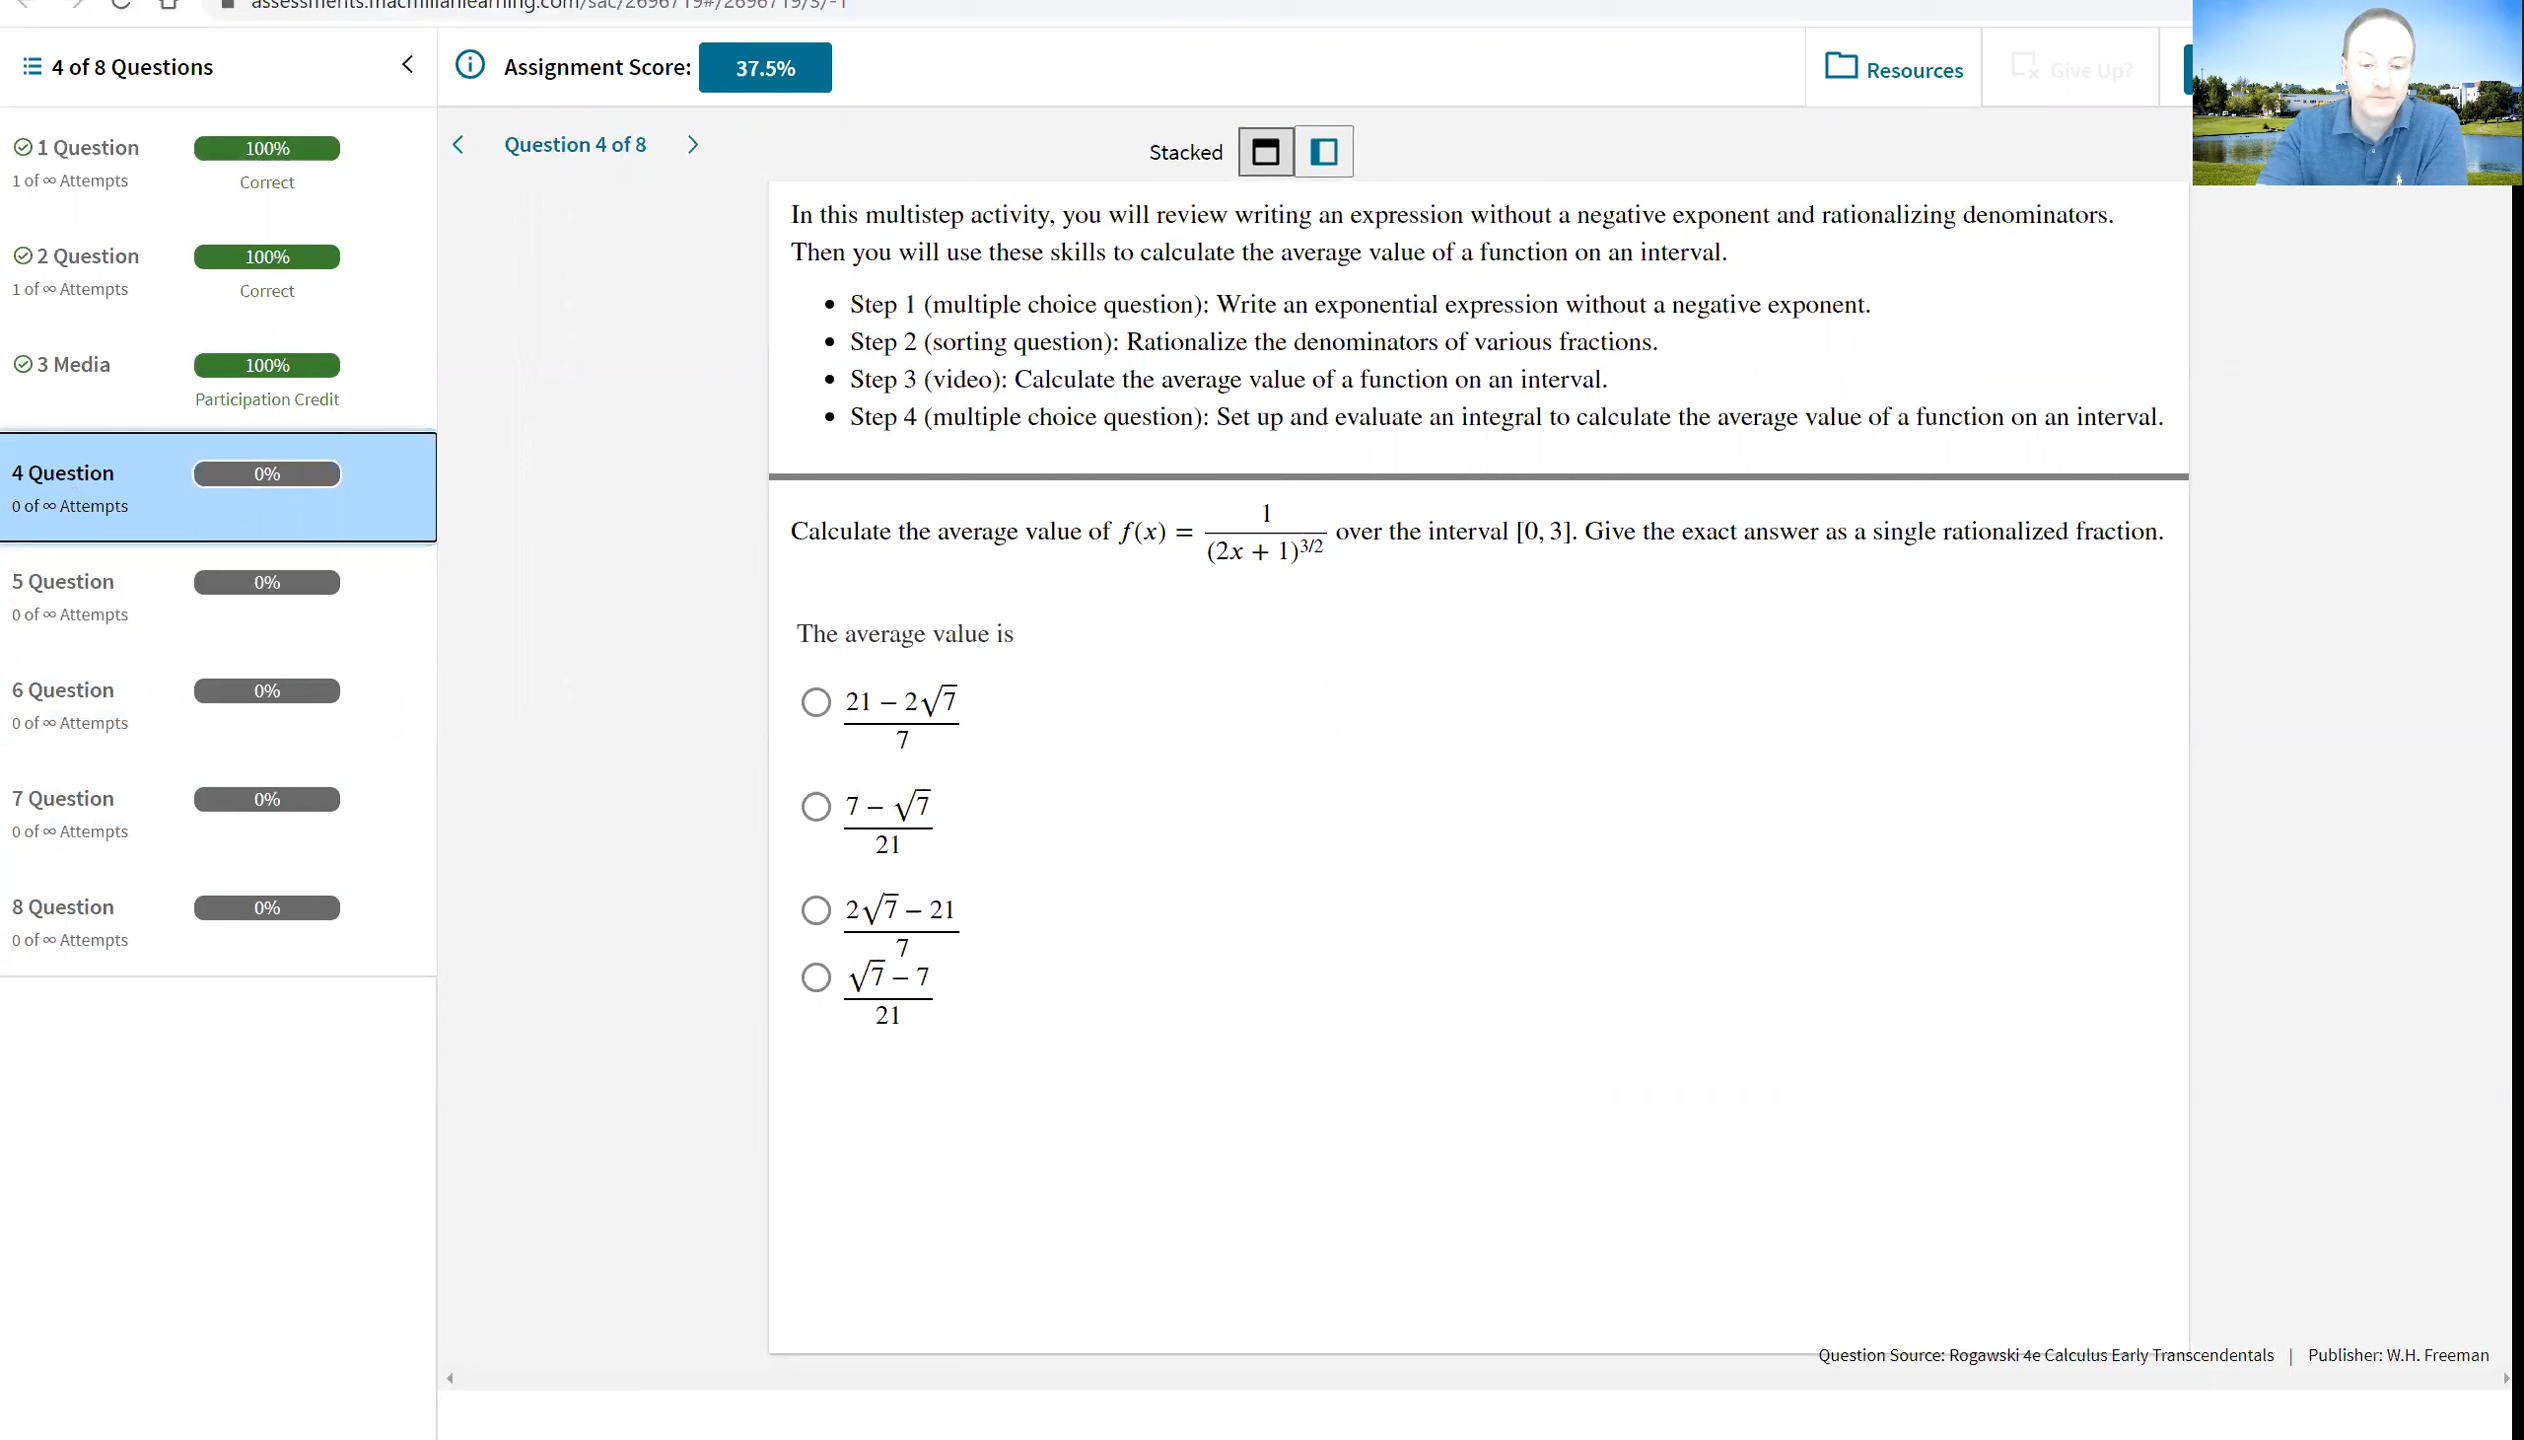 assessments.macmillanlearning.com/sac/2696719#/2696719/3/-1
4 of 8 Questions
Assignment Score: 37.5%
Resources
Give Up?
1 Question 100%
1 of ∞ Attempts Correct
2 Question 100%
1 of ∞ Attempts Correct
3 Media 100%
Participation Credit
4 Question 0%
0 of ∞ Attempts
5 Question 0%
0 of ∞ Attempts
6 Question 0%
0 of ∞ Attempts
7 Question 0%
0 of ∞ Attempts
8 Question 0%
0 of ∞ Attempts
Question 4 of 8
Stacked
In this multistep activity, you will review writing an expression without a negative exponent and rationalizing denominators.
Then you will use these skills to calculate the average value of a function on an interval.
• Step 1 (multiple choice question): Write an exponential expression without a negative exponent.
• Step 2 (sorting question): Rationalize the denominators of various fractions.
• Step 3 (video): Calculate the average value of a function on an interval.
• Step 4 (multiple choice question): Set up and evaluate an integral to calculate the average value of a function on an interval.
Calculate the average value of f(x) = 1/(2x + 1)^{3/2} over the interval [0, 3]. Give the exact answer as a single rationalized fraction.
The average value is
21 − 2√7
7
7 − √7
21
2√7 − 21
7
√7 − 7
21
Question Source: Rogawski 4e Calculus Early Transcendentals | Publisher: W.H. Freeman